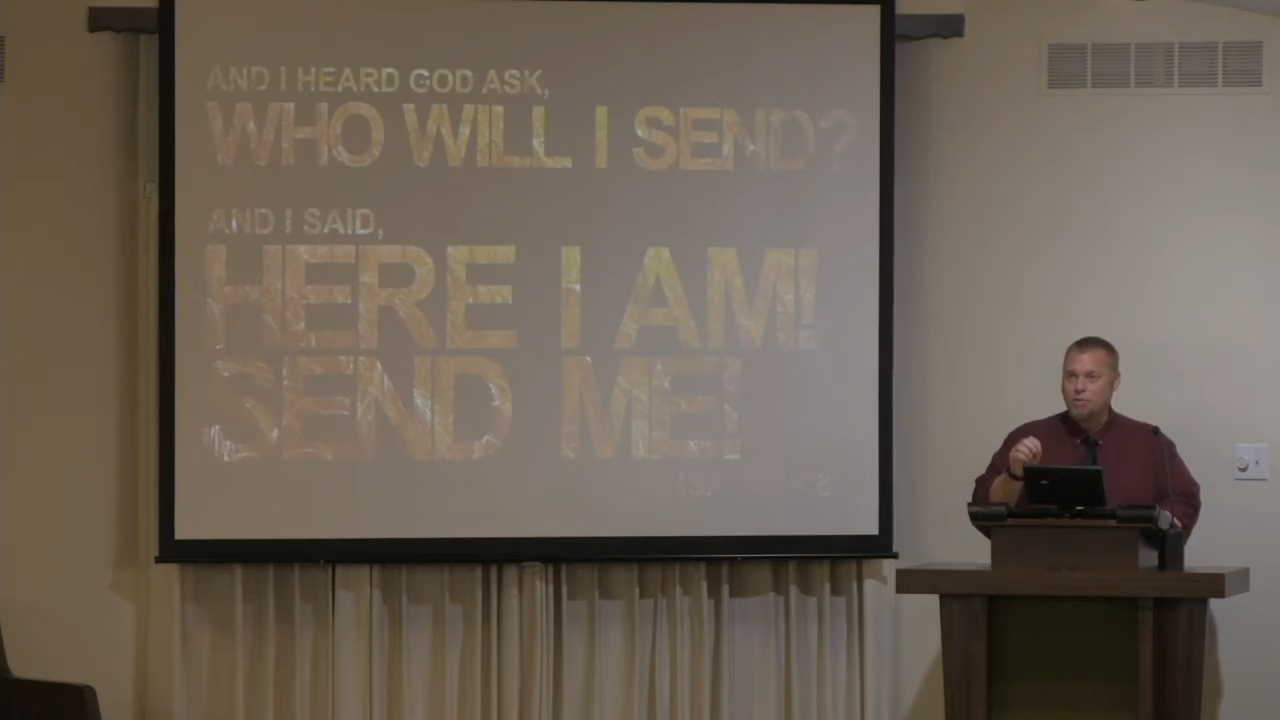 AND I HEARD GOD ASK,
WHO WILL I SEND?
AND I SAID,
HERE I AM!
SEND ME!